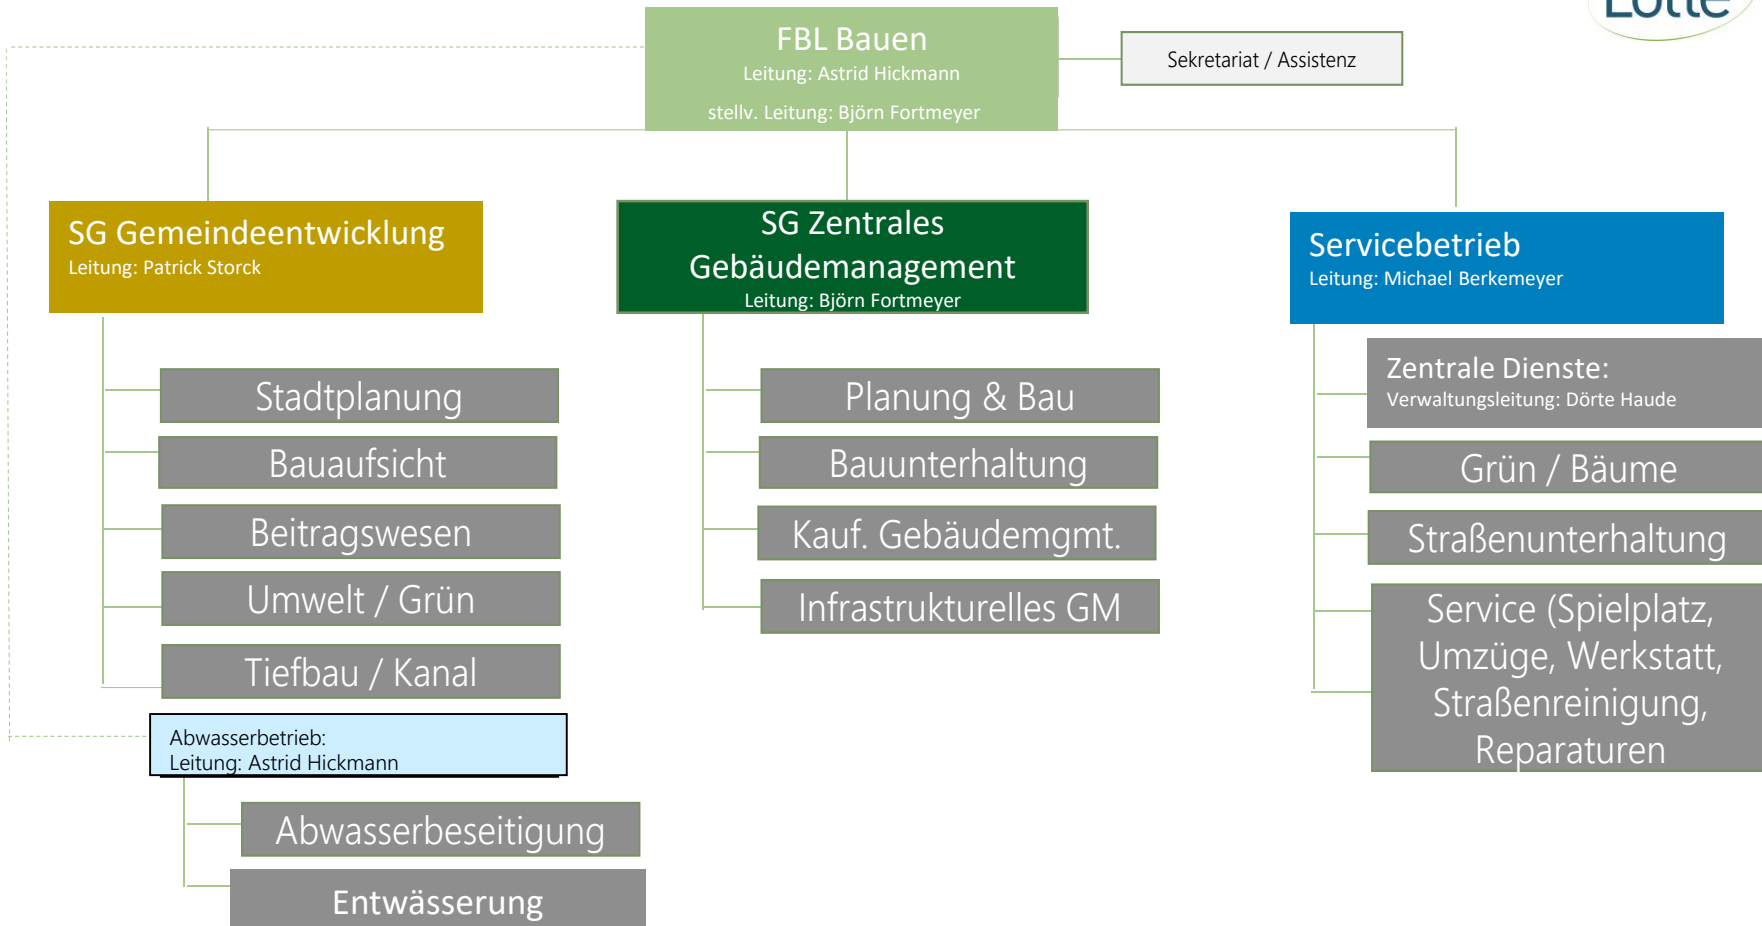 Lotte
FBL Bauen
Leitung: Astrid Hickmann
stellv. Leitung: Björn Fortmeyer
Sekretariat / Assistenz
SG Gemeindeentwicklung
Leitung: Patrick Storck
Stadtplanung
Bauaufsicht
Beitragswesen
Umwelt / Grün
Tiefbau / Kanal
Abwasserbetrieb:
Leitung: Astrid Hickmann
Abwasserbeseitigung
Entwässerung
SG Zentrales
Gebäudemanagement
Leitung: Björn Fortmeyer
Planung & Bau
Bauunterhaltung
Kauf. Gebäudemgmt.
Infrastrukturelles GM
Servicebetrieb
Leitung: Michael Berkemeyer
Zentrale Dienste:
Verwaltungsleitung: Dörte Haude
Grün / Bäume
Straßenunterhaltung
Service (Spielplatz,
Umzüge, Werkstatt,
Straßenreinigung,
Reparaturen